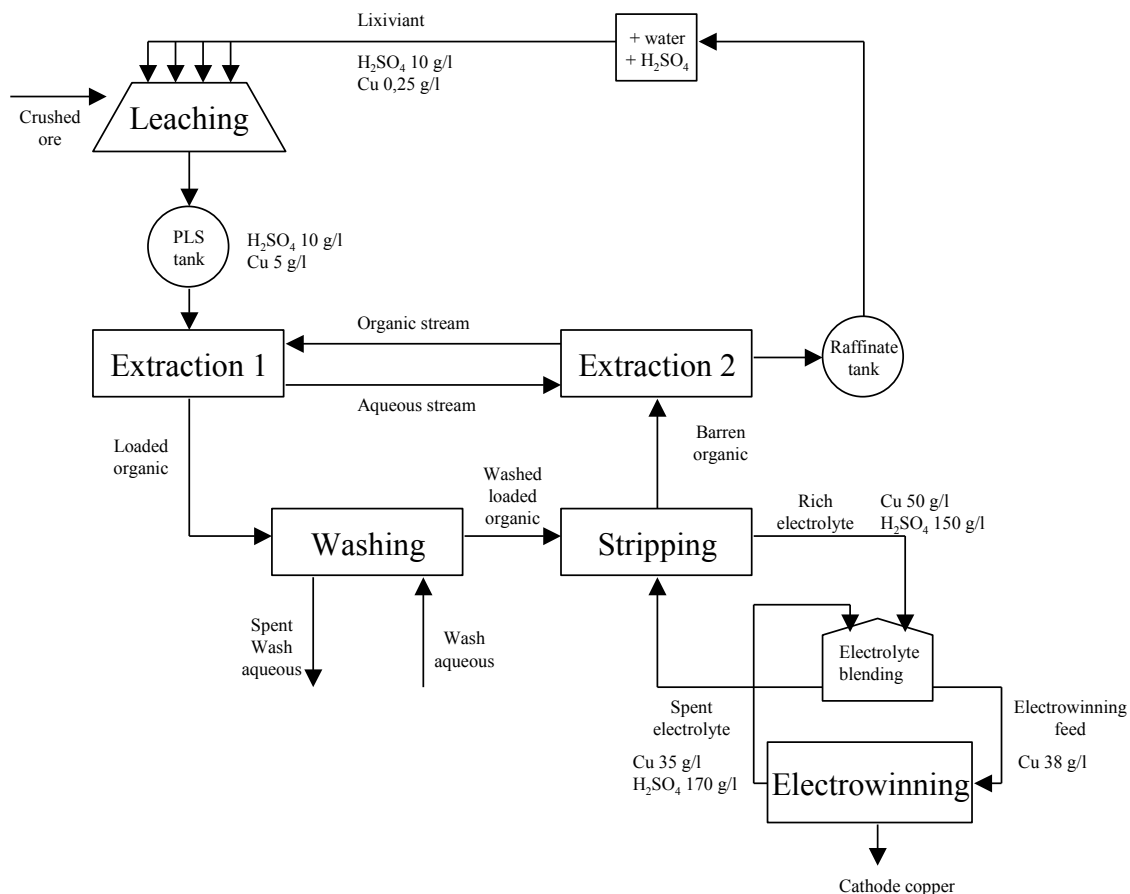 Lixiviant
+ water
+ H₂SO₄
H₂SO₄ 10 g/l
Cu 0,25 g/l
Crushed
ore
Leaching
PLS
tank
H₂SO₄ 10 g/l
Cu 5 g/l
Organic stream
Extraction 1
Extraction 2
Raffinate
tank
Aqueous stream
Loaded
organic
Barren
organic
Washed
loaded
organic
Rich
electrolyte
Cu 50 g/l
H₂SO₄ 150 g/l
Washing
Stripping
Spent
Wash
aqueous
Wash
aqueous
Electrolyte
blending
Spent
electrolyte
Electrowinning
feed
Cu 35 g/l
H₂SO₄ 170 g/l
Cu 38 g/l
Electrowinning
Cathode copper